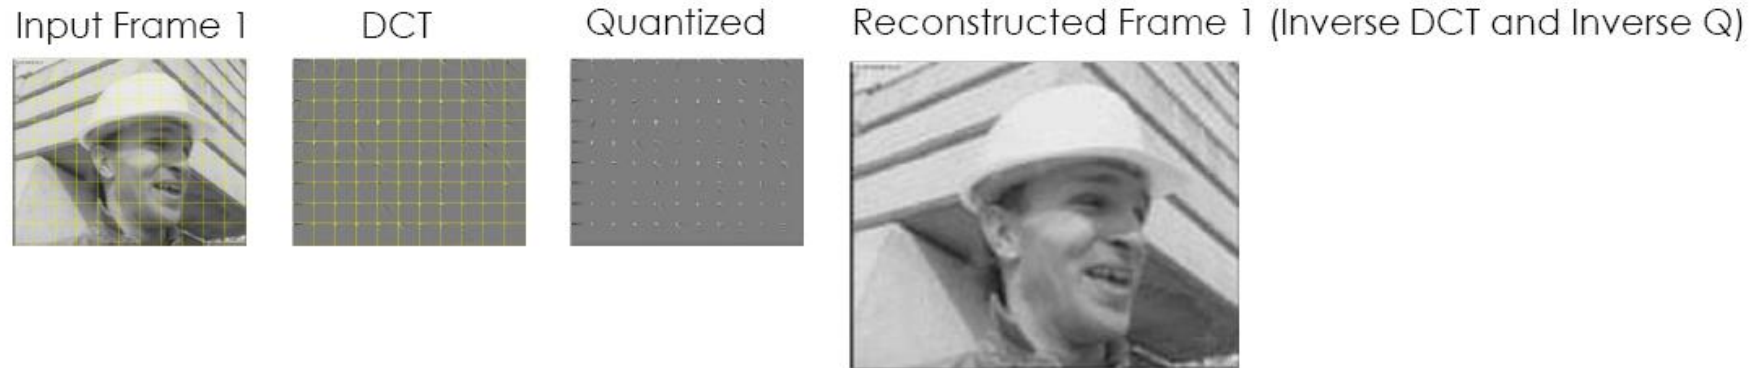 Input Frame 1
DCT
Quantized
Reconstructed Frame 1 (Inverse DCT and Inverse Q)